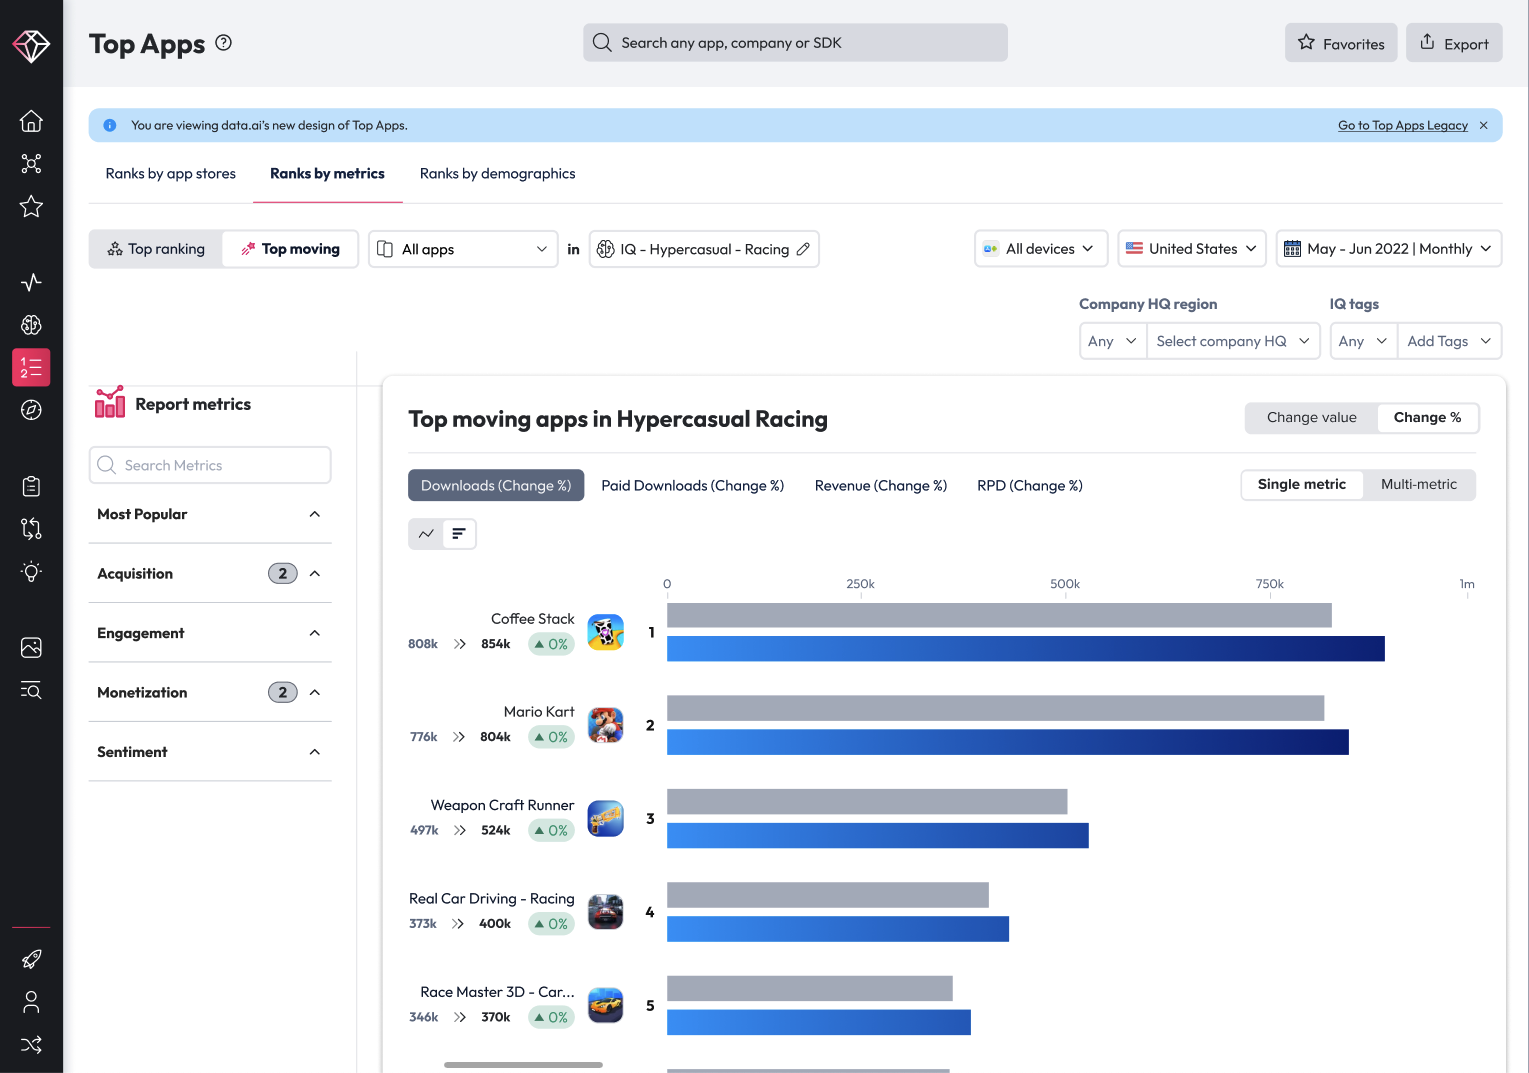 Top Apps
Search any app, company or SDK
Favorites
Export
You are viewing data.ai's new design of Top Apps.
Go to Top Apps Legacy
Ranks by app stores
Ranks by metrics
Ranks by demographics
Top ranking
Top moving
All apps
in
IQ - Hypercasual - Racing
All devices
United States
May - Jun 2022 | Monthly
Company HQ region
IQ tags
Any
Select company HQ
Any
Add Tags
1
2
Report metrics
Search Metrics
Most Popular
Acquisition
2
Engagement
Monetization
2
Sentiment
Top moving apps in Hypercasual Racing
Change value
Change %
Downloads (Change %)
Paid Downloads (Change %)
Revenue (Change %)
RPD (Change %)
Single metric
Multi-metric
0
250k
500k
750k
1m
Coffee Stack
808k
854k
0%
1
Mario Kart
776k
804k
0%
2
Weapon Craft Runner
497k
524k
0%
3
Real Car Driving - Racing
373k
400k
0%
4
Race Master 3D - Car...
346k
370k
0%
5